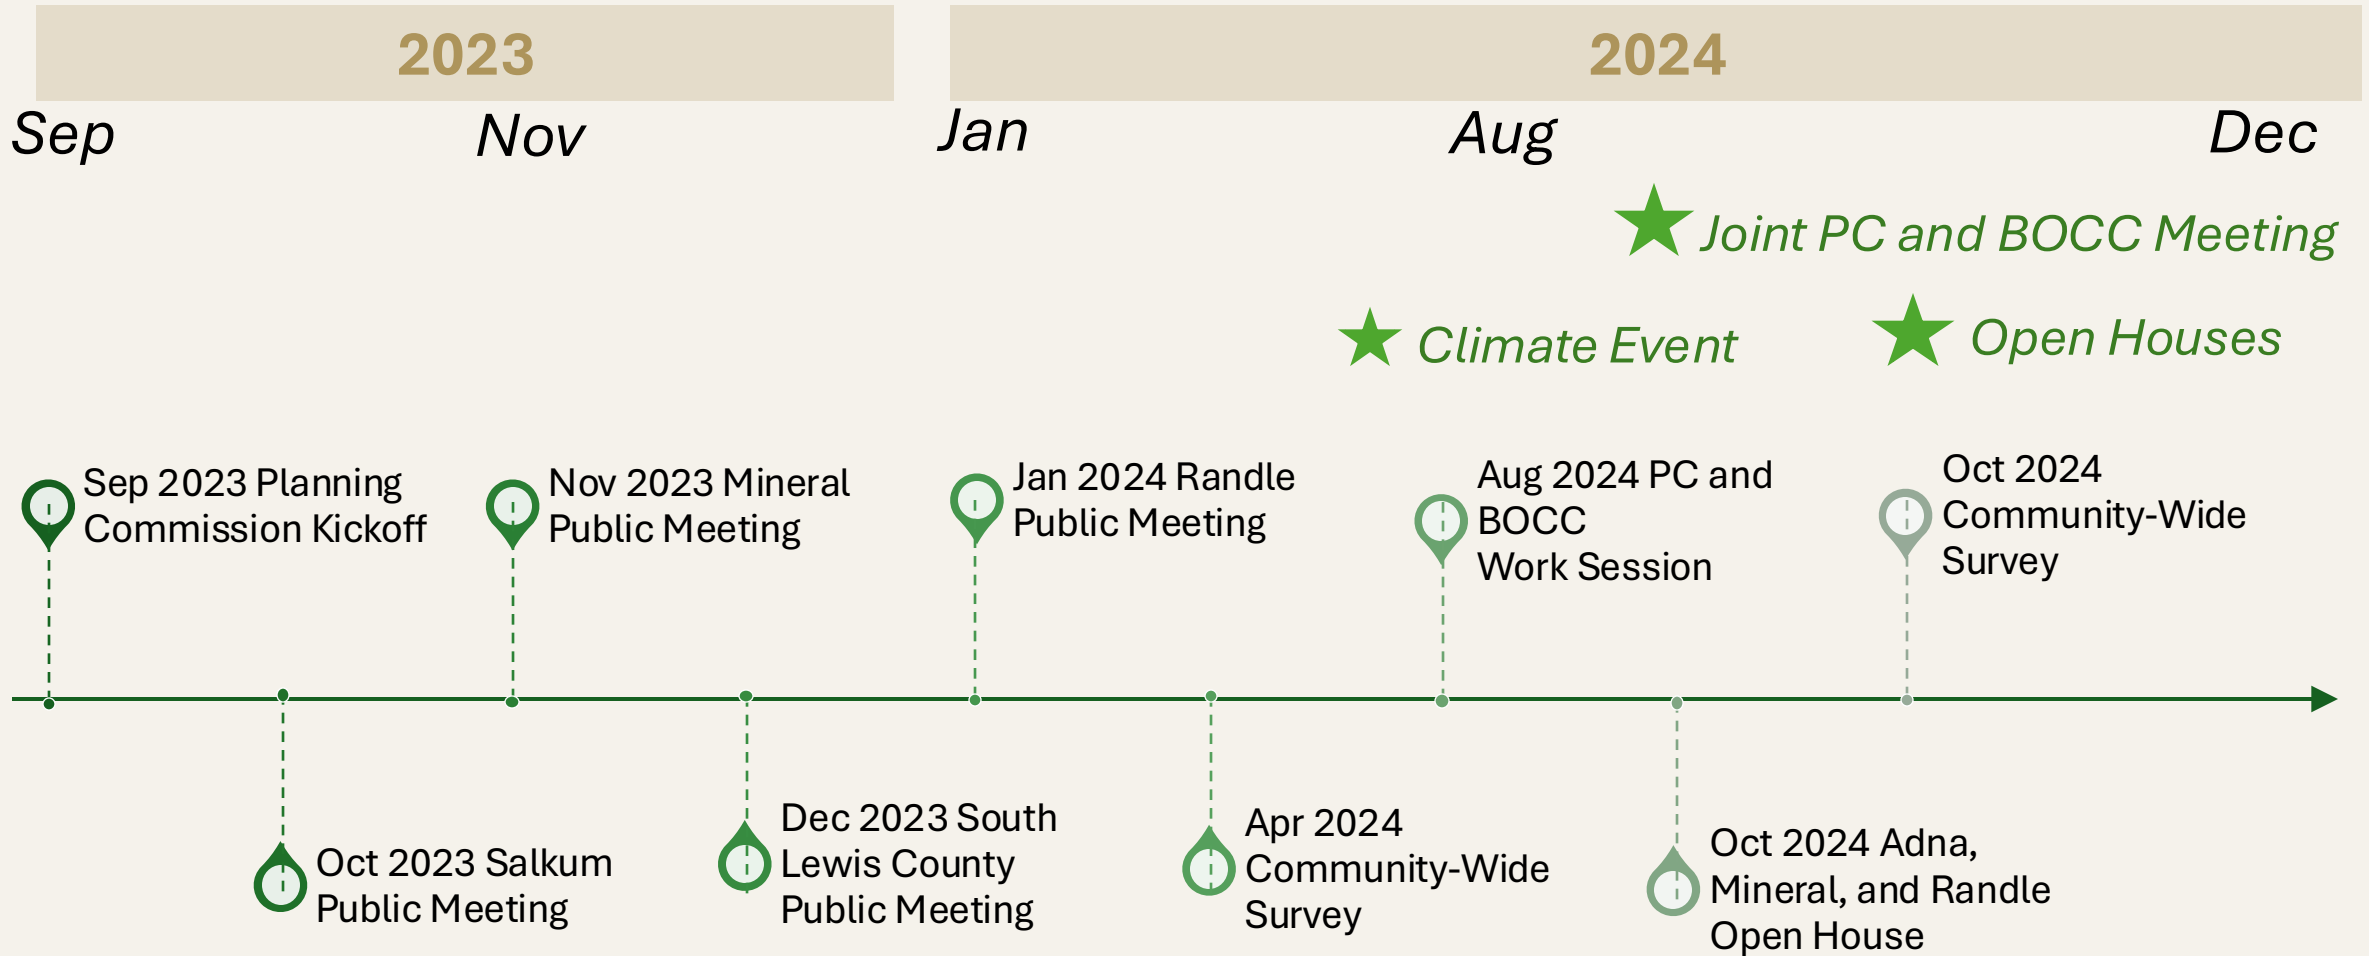 2023
2024
Sep
Nov
Jan
Aug
Dec
Joint PC and BOCC Meeting
Climate Event
Open Houses
Sep 2023 Planning
Commission Kickoff
Nov 2023 Mineral
Public Meeting
Jan 2024 Randle
Public Meeting
Aug 2024 PC and
BOCC
Work Session
Oct 2024
Community-Wide
Survey
Oct 2023 Salkum
Public Meeting
Dec 2023 South
Lewis County
Public Meeting
Apr 2024
Community-Wide
Survey
Oct 2024 Adna,
Mineral, and Randle
Open House